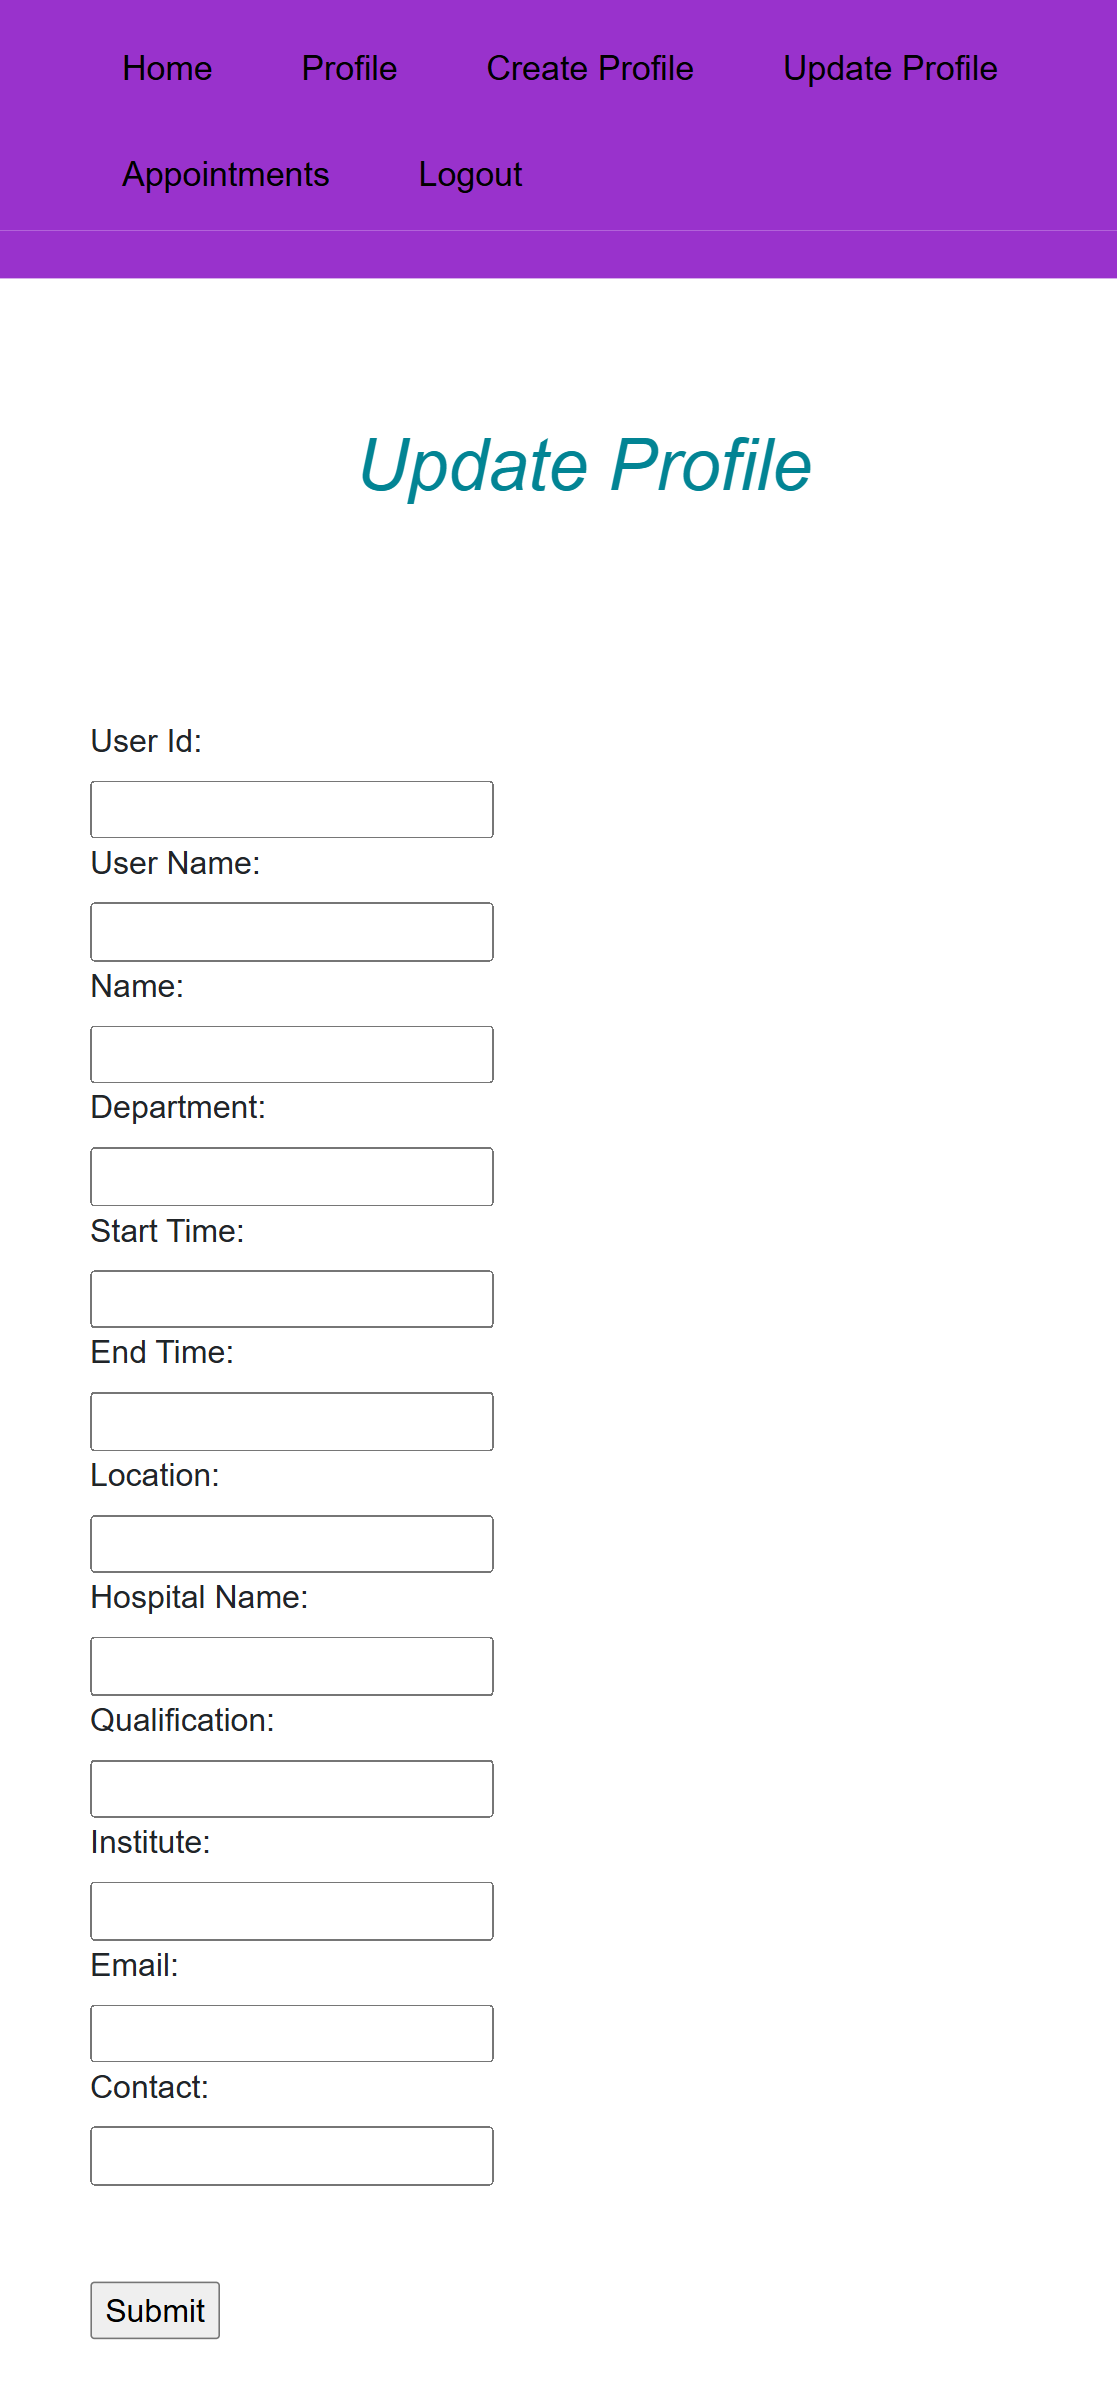 Home Profile Create Profile Update Profile
Appointments Logout
Update Profile
User Id:
User Name:
Name:
Department:
Start Time:
End Time:
Location:
Hospital Name:
Qualification:
Institute:
Email:
Contact:
Submit